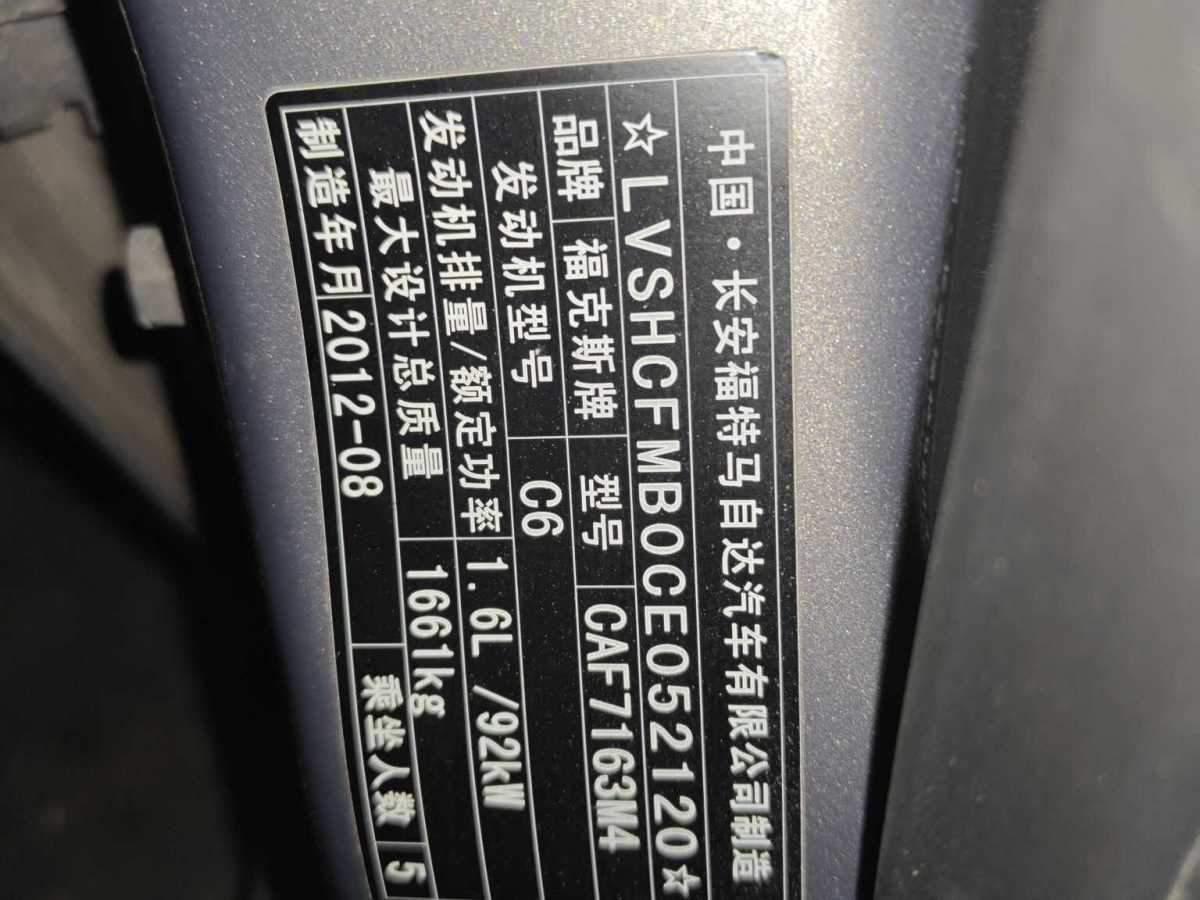 中国·长安福特马自达汽车有限公司制造
☆LVSHCFMB0CE052120☆
品牌 福克斯牌 型号 CAF7163M4
发动机型号 C6
发动机排量/额定功率 1.6L /92kW
最大设计总质量 1661kg
制造年月 2012-08 乘坐人数 5